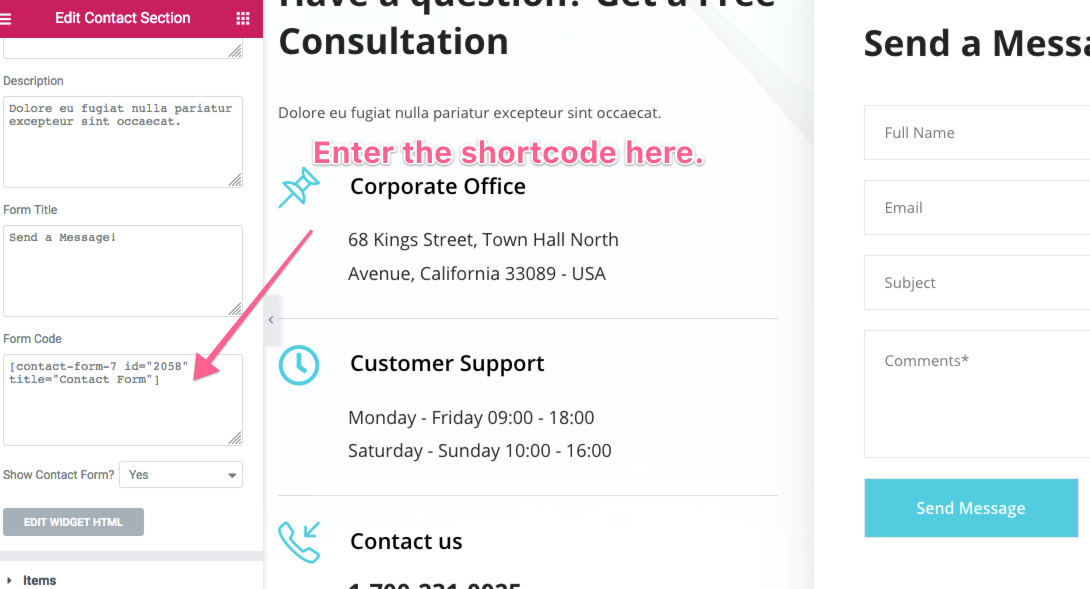 Edit Contact Section
Description
Dolore eu fugiat nulla pariatur
excepteur sint occaecat.
Form Title
Send a Message!
Form Code
[contact-form-7 id="2058"
title="Contact Form"]
Show Contact Form? Yes
EDIT WIDGET HTML
Items
Have a question? Get a Free
Consultation
Dolore eu fugiat nulla pariatur excepteur sint occaecat.
Enter the shortcode here.
Corporate Office
68 Kings Street, Town Hall North
Avenue, California 33089 - USA
Customer Support
Monday - Friday 09:00 - 18:00
Saturday - Sunday 10:00 - 16:00
Contact us
1-700-231-0035
Send a Messa
Full Name
Email
Subject
Comments*
Send Message